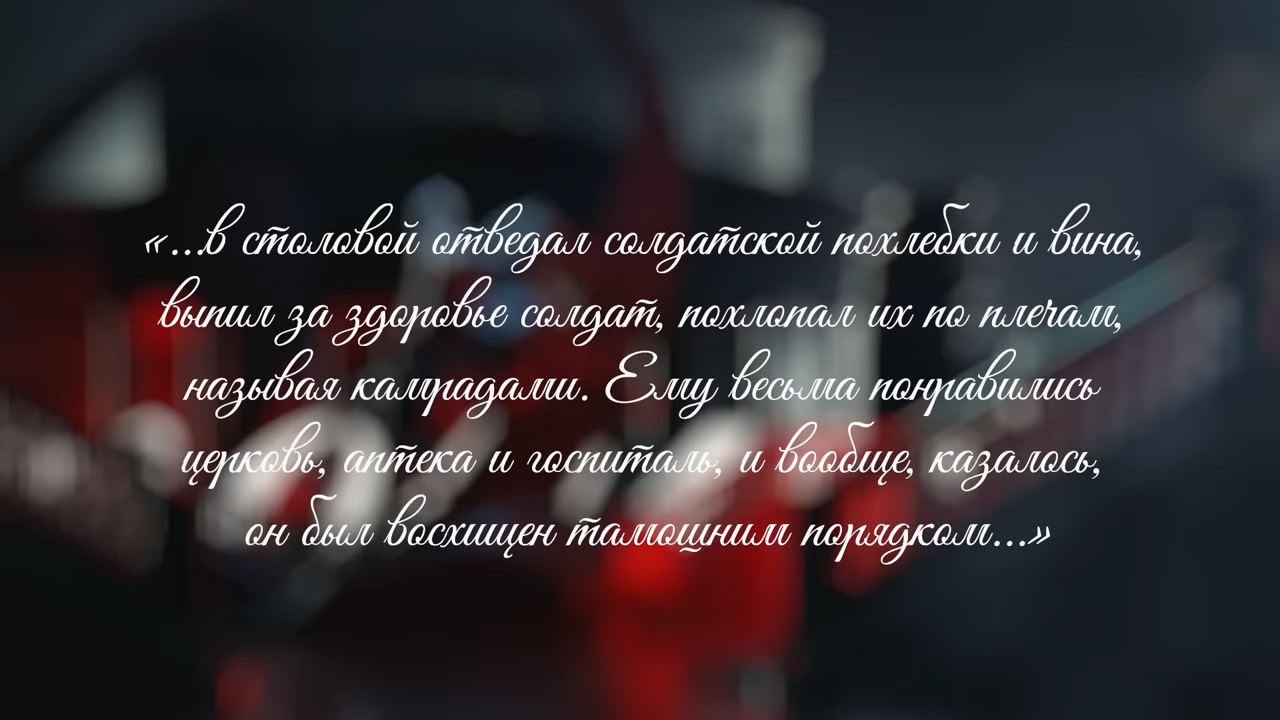 «...в столовой отведал солдатской похлебки и вина,
выпил за здоровье солдат, похлопал их по плечам,
называя камрадами. Ему весьма понравились
церковь, аптека и госпиталь, и вообще, казалось,
он был восхищен тамошним порядком...»